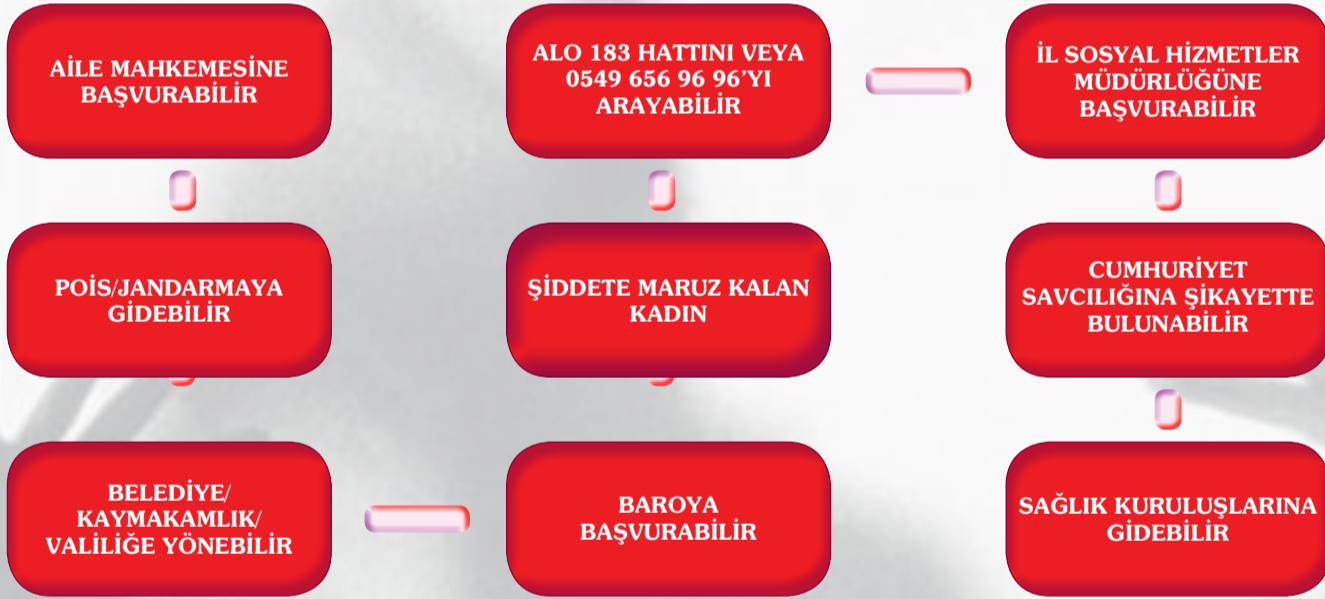 AİLE MAHKEMESİNE
BAŞVURABİLİR
ALO 183 HATTINI VEYA
0549 656 96 96’YI
ARAYABİLİR
İL SOSYAL HİZMETLER
MÜDÜRLÜĞÜNE
BAŞVURABİLİR
POİS/JANDARMAYA
GİDEBİLİR
ŞİDDETE MARUZ KALAN
KADIN
CUMHURİYET
SAVCILIĞINA ŞİKAYETTE
BULUNABİLİR
BELEDİYE/
KAYMAKAMLIK/
VALİLİĞE YÖNEBİLİR
BAROYA
BAŞVURABİLİR
SAĞLIK KURULUŞLARINA
GİDEBİLİR